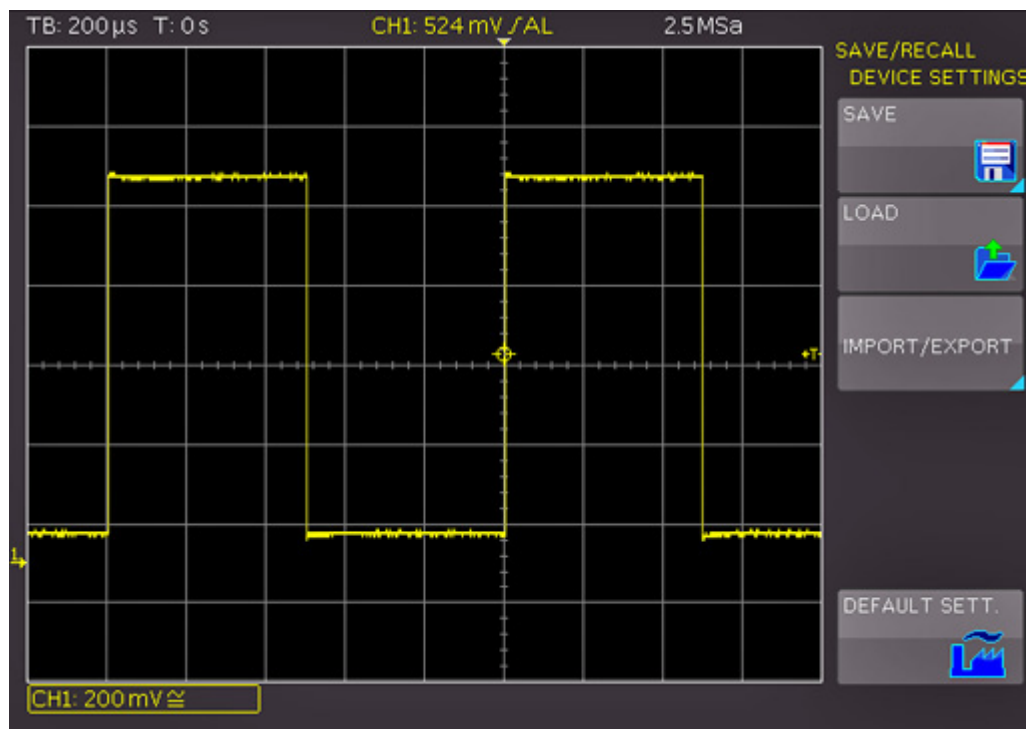 TB: 200µs T: 0s CH1: 524 mV ⎍/AL 2.5MSa
SAVE/RECALL
DEVICE SETTINGS
SAVE
LOAD
IMPORT/EXPORT
T
1
DEFAULT SETT.
CH1: 200mV≅